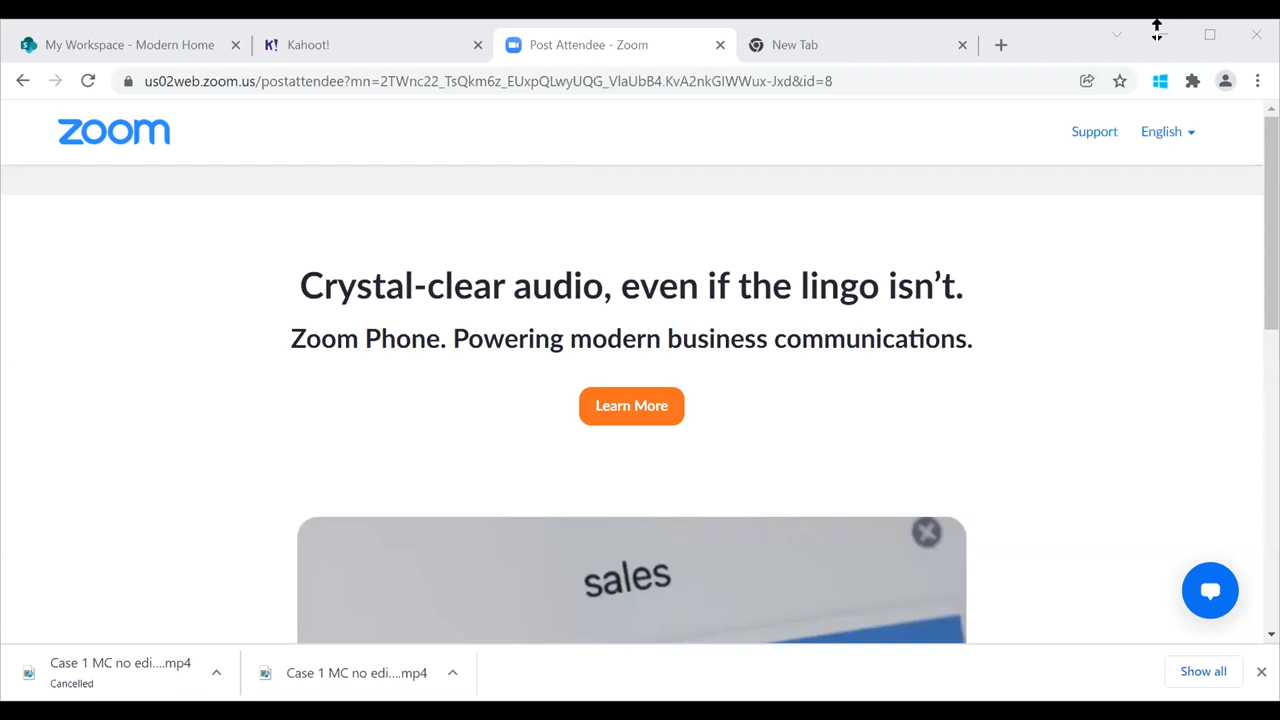 My Workspace - Modern Home
K!
Kahoot!
Post Attendee - Zoom
New Tab
us02web.zoom.us/postattendee?mn=2TWnc22_TsQkm6z_EUxpQLwyUQG_VlaUbB4.KvA2nkGIWWux-Jxd&id=8
zoom
Support
English
Crystal-clear audio, even if the lingo isn’t.
Zoom Phone. Powering modern business communications.
Learn More
sales
Case 1 MC no edi....mp4
Cancelled
Case 1 MC no edi....mp4
Show all